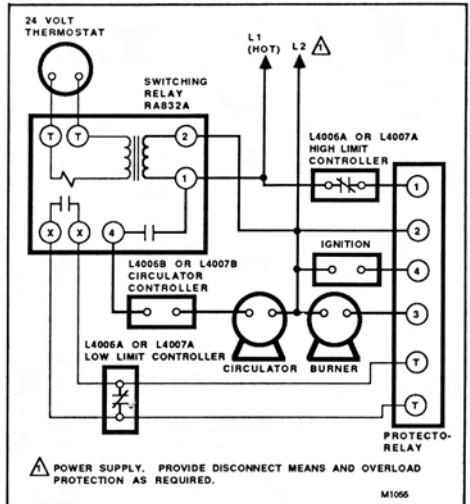 24 VOLT
THERMOSTAT
L1
(HOT)
L2
1
SWITCHING
RELAY
RA832A
T
T
2
1
X
X
4
L4006A OR L4007A
HIGH LIMIT
CONTROLLER
1
2
IGNITION
4
3
T
T
L4006B OR L4007B
CIRCULATOR
CONTROLLER
CIRCULATOR
BURNER
L4006A OR L4007A
LOW LIMIT CONTROLLER
PROTECTO-
RELAY
1 POWER SUPPLY. PROVIDE DISCONNECT MEANS AND OVERLOAD
PROTECTION AS REQUIRED.
M1055